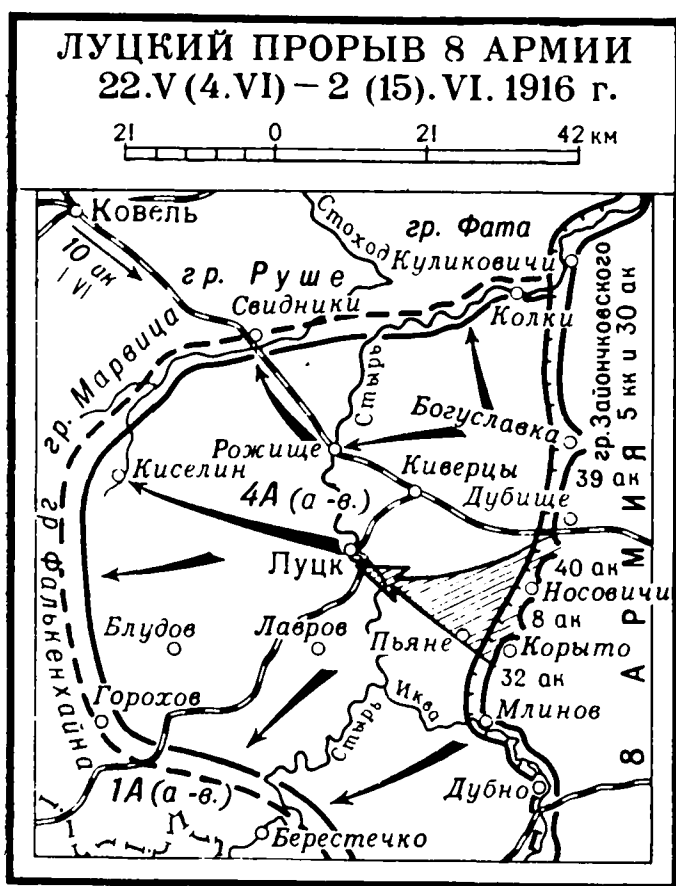 ЛУЦКИЙ ПРОРЫВ 8 АРМИИ
22.V (4.VI) – 2 (15).VI. 1916 г.
21 0 21 42 км
Ковель
10 ак
I VI
Стоход
гр. Фата
Куликовичи
гр. Руше
Свидники
Колки
гр. Марвица
Стырь
гр. Зайончковского
5 кк и 30 ак
Богуславка
Рожище
Киселин
Киверцы
39 ак
4А (а-в.)
Дубище
Луцк
40 ак
Носовичи
8 ак
гр Фалькенхайна
Блудов
Лавров
Пьяне
Корыто
32 ак
Горохов
Стырь
Иква
Млинов
8 АРМИЯ
1А (а-в.)
Дубно
Берестечко